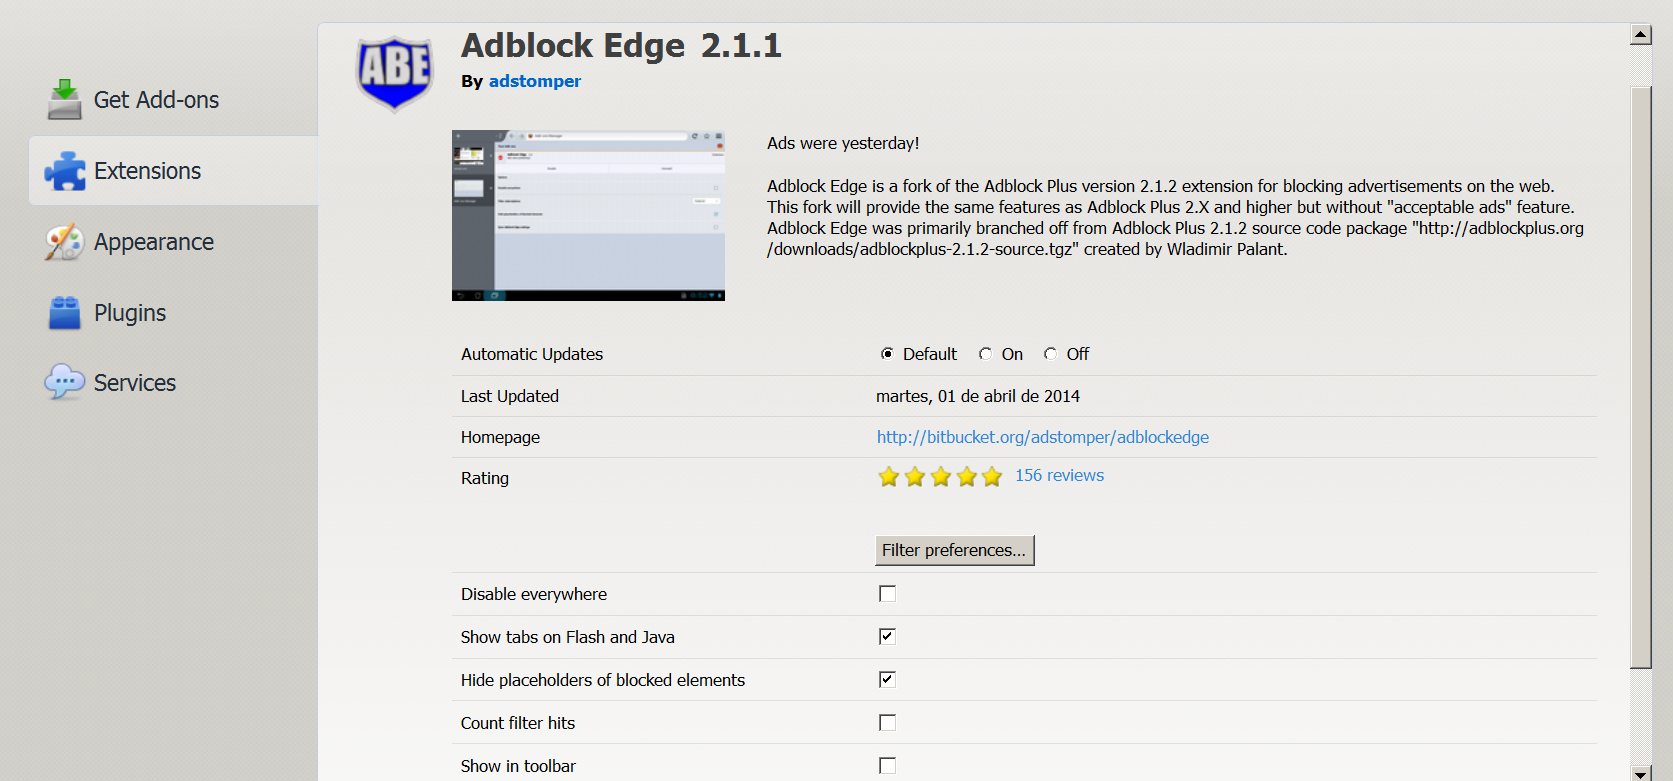 ABE
Adblock Edge 2.1.1
By adstomper
Get Add-ons
Extensions
Appearance
Plugins
Services
Ads were yesterday!
Adblock Edge is a fork of the Adblock Plus version 2.1.2 extension for blocking advertisements on the web.
This fork will provide the same features as Adblock Plus 2.X and higher but without "acceptable ads" feature.
Adblock Edge was primarily branched off from Adblock Plus 2.1.2 source code package "http://adblockplus.org
/downloads/adblockplus-2.1.2-source.tgz" created by Wladimir Palant.
Automatic Updates Default On Off
Last Updated martes, 01 de abril de 2014
Homepage http://bitbucket.org/adstomper/adblockedge
Rating 156 reviews
Filter preferences...
Disable everywhere
Show tabs on Flash and Java
Hide placeholders of blocked elements
Count filter hits
Show in toolbar